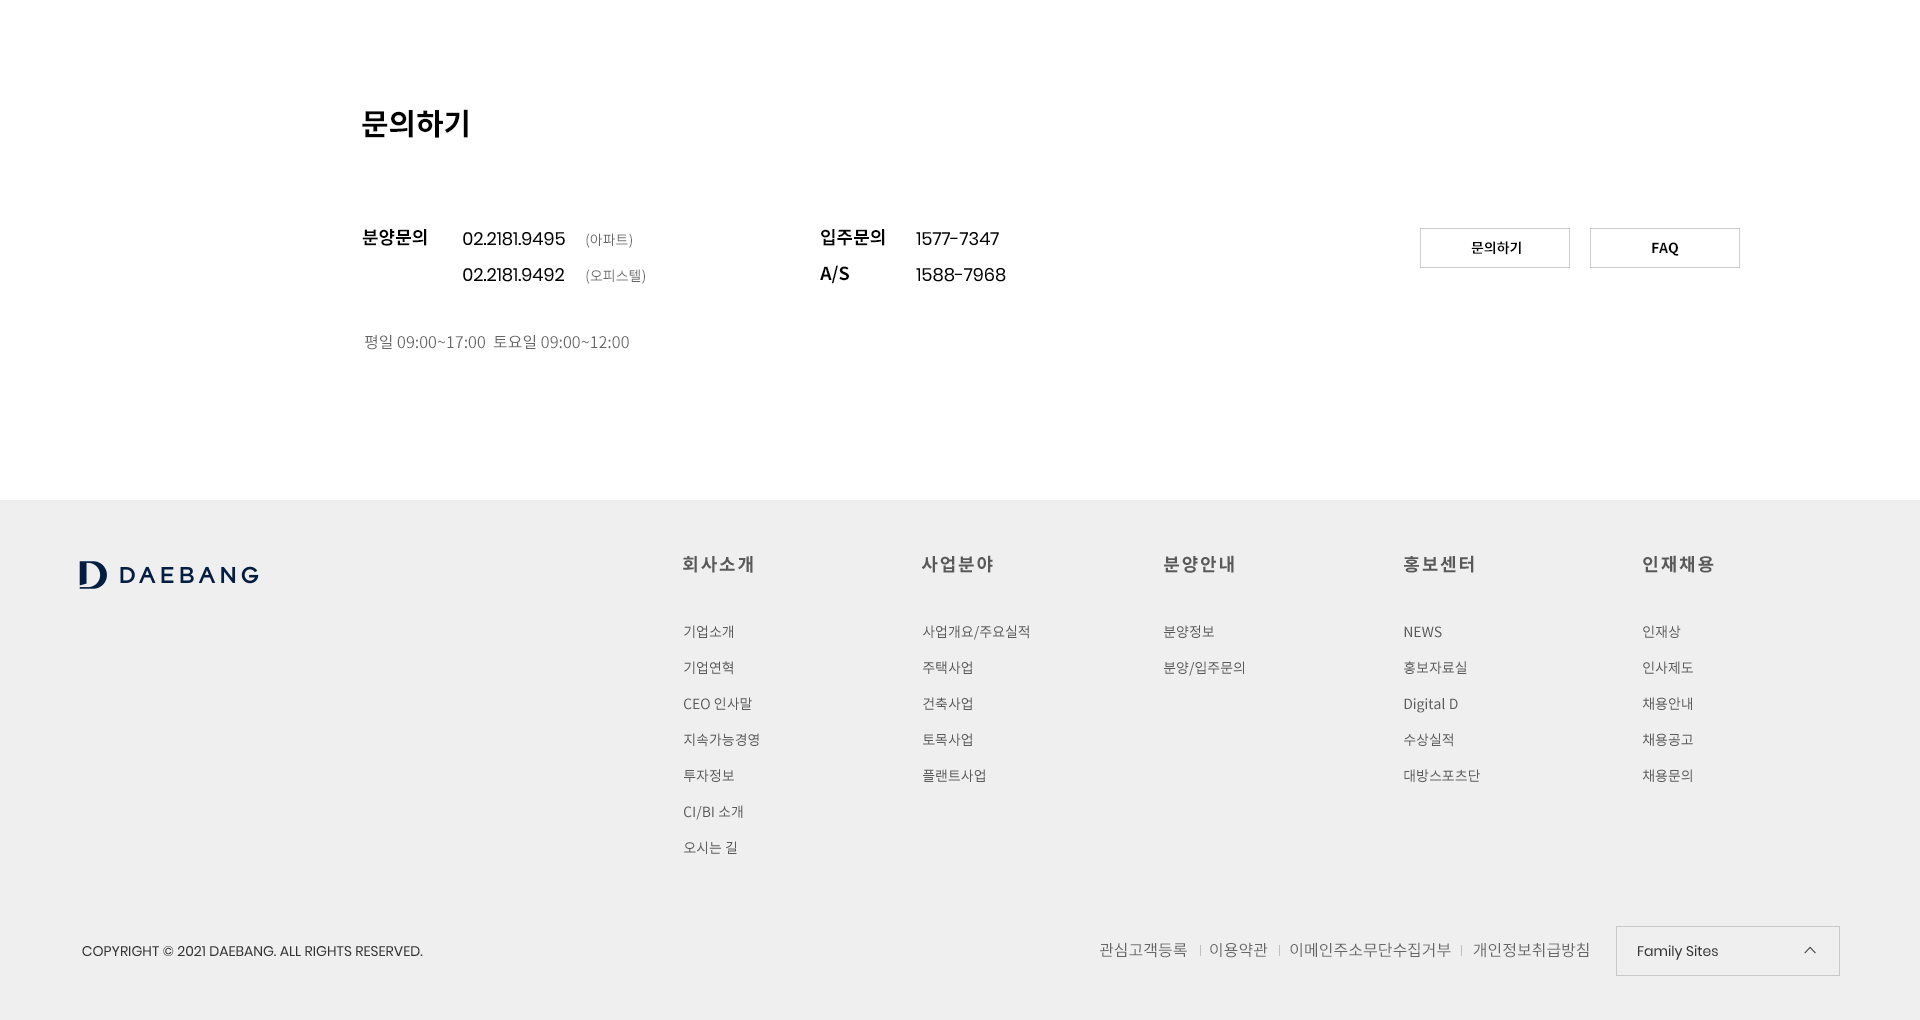 문의하기
분양문의 02.2181.9495 (아파트)
02.2181.9492 (오피스텔)
입주문의 1577-7347
A/S 1588-7968
문의하기
FAQ
평일 09:00~17:00 토요일 09:00~12:00
DAEBANG
회사소개
기업소개
기업연혁
CEO 인사말
지속가능경영
투자정보
CI/BI 소개
오시는 길
사업분야
사업개요/주요실적
주택사업
건축사업
토목사업
플랜트사업
분양안내
분양정보
분양/입주문의
홍보센터
NEWS
홍보자료실
Digital D
수상실적
대방스포츠단
인재채용
인재상
인사제도
채용안내
채용공고
채용문의
COPYRIGHT © 2021 DAEBANG. ALL RIGHTS RESERVED.
관심고객등록 | 이용약관 | 이메인주소무단수집거부 | 개인정보취급방침
Family Sites